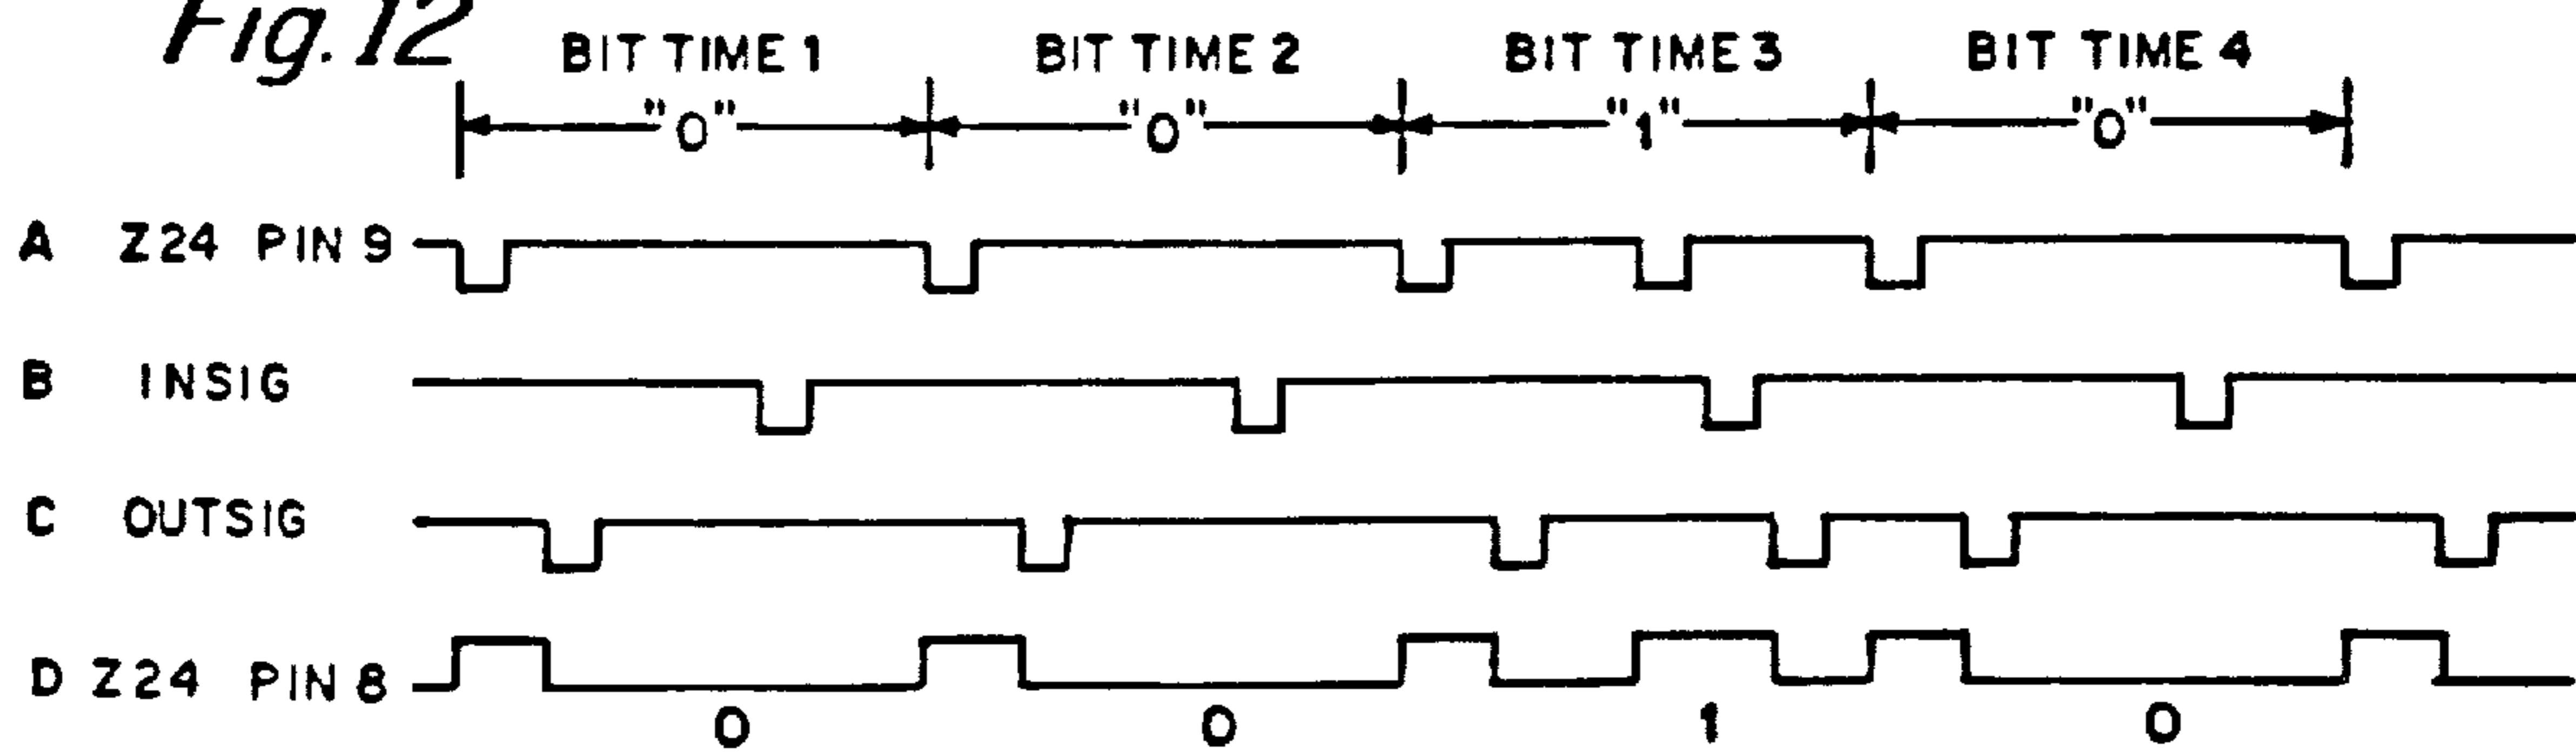 Fig. 12
BIT TIME 1 BIT TIME 2 BIT TIME 3 BIT TIME 4
"0" "0" "1" "0"
A Z24 PIN 9
B INSIG
C OUTSIG
D Z24 PIN 8
0 0 1 0